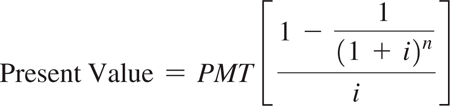 Present Value = PMT[(1 − 1/(1 + i)^n)/i]